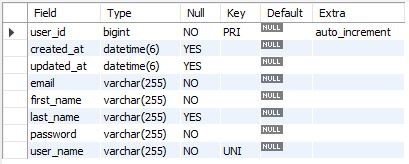 Field Type Null Key Default Extra
user_id bigint NO PRI NULL auto_increment
created_at datetime(6) YES NULL
updated_at datetime(6) YES NULL
email varchar(255) NO NULL
first_name varchar(255) NO NULL
last_name varchar(255) YES NULL
password varchar(255) NO NULL
user_name varchar(255) NO UNI NULL